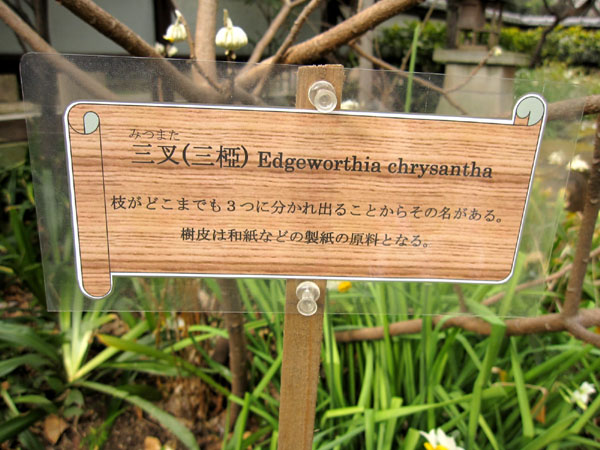 みつまた
三叉(三椏) Edgeworthia chrysantha
枝がどこまでも３つに分かれ出ることからその名がある。
樹皮は和紙などの製紙の原料となる。